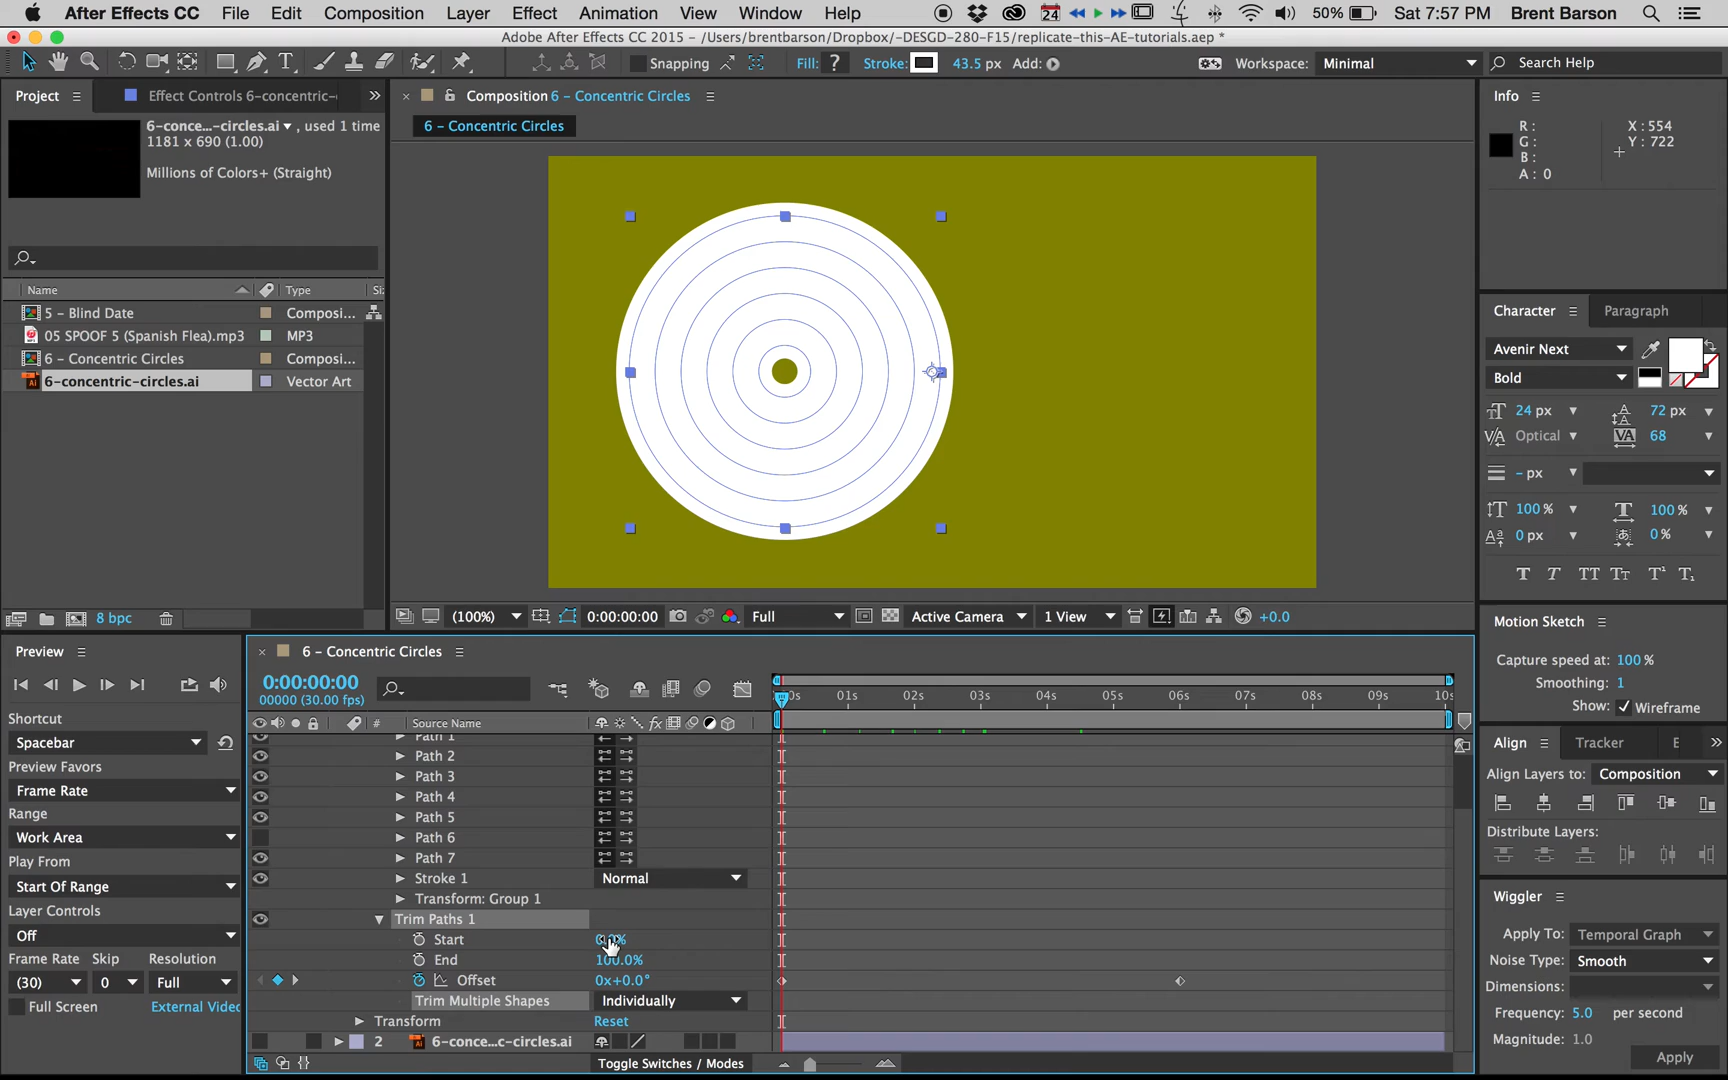 After Effects CC File Edit Composition Layer Effect Animation View Window Help 24 50% Sat 7:57 PM Brent Barson
Adobe After Effects CC 2015 - /Users/brentbarson/Dropbox/-DESGD-280-F15/replicate-this-AE-tutorials.aep *
Snapping Fill: ? Stroke: 43.5 px Add: Workspace: Minimal Search Help
Project Effect Controls 6-concentric- Composition 6 – Concentric Circles Info
6-conce...-circles.ai , used 1 time
1181 x 690 (1.00)
Millions of Colors+ (Straight)
6 – Concentric Circles
R: X: 554
G: Y: 722
B:
A: 0
Name Type Si
5 – Blind Date Composi...
05 SPOOF 5 (Spanish Flea).mp3 MP3
6 – Concentric Circles Composi...
6-concentric-circles.ai Vector Art
8 bpc
Character Paragraph
Avenir Next
Bold
24 px 72 px
Optical 68
- px
100 % 100 %
0 px 0 %
T T TT Tt T¹ T₁
(100%) 0:00:00:00 Full Active Camera 1 View +0.0
Motion Sketch
Capture speed at: 100 %
Smoothing: 1
Show: Wireframe
Preview
Shortcut
Spacebar
Preview Favors
Frame Rate
Range
Work Area
Play From
Start Of Range
Layer Controls
Off
Frame Rate Skip Resolution
(30) 0 Full
Full Screen External Video
6 – Concentric Circles
0:00:00:00
00000 (30.00 fps)
0s 01s 02s 03s 04s 05s 06s 07s 08s 09s 10s
# Source Name fx
Path 1
Path 2
Path 3
Path 4
Path 5
Path 6
Path 7
Stroke 1 Normal
Transform: Group 1
Trim Paths 1
Start
End 100.0%
Offset 0x+0.0°
Trim Multiple Shapes Individually
Transform Reset
2 6-conce...c-circles.ai
Toggle Switches / Modes
Align Tracker E
Align Layers to: Composition
Distribute Layers:
Wiggler
Apply To: Temporal Graph
Noise Type: Smooth
Dimensions:
Frequency: 5.0 per second
Magnitude: 1.0
Apply